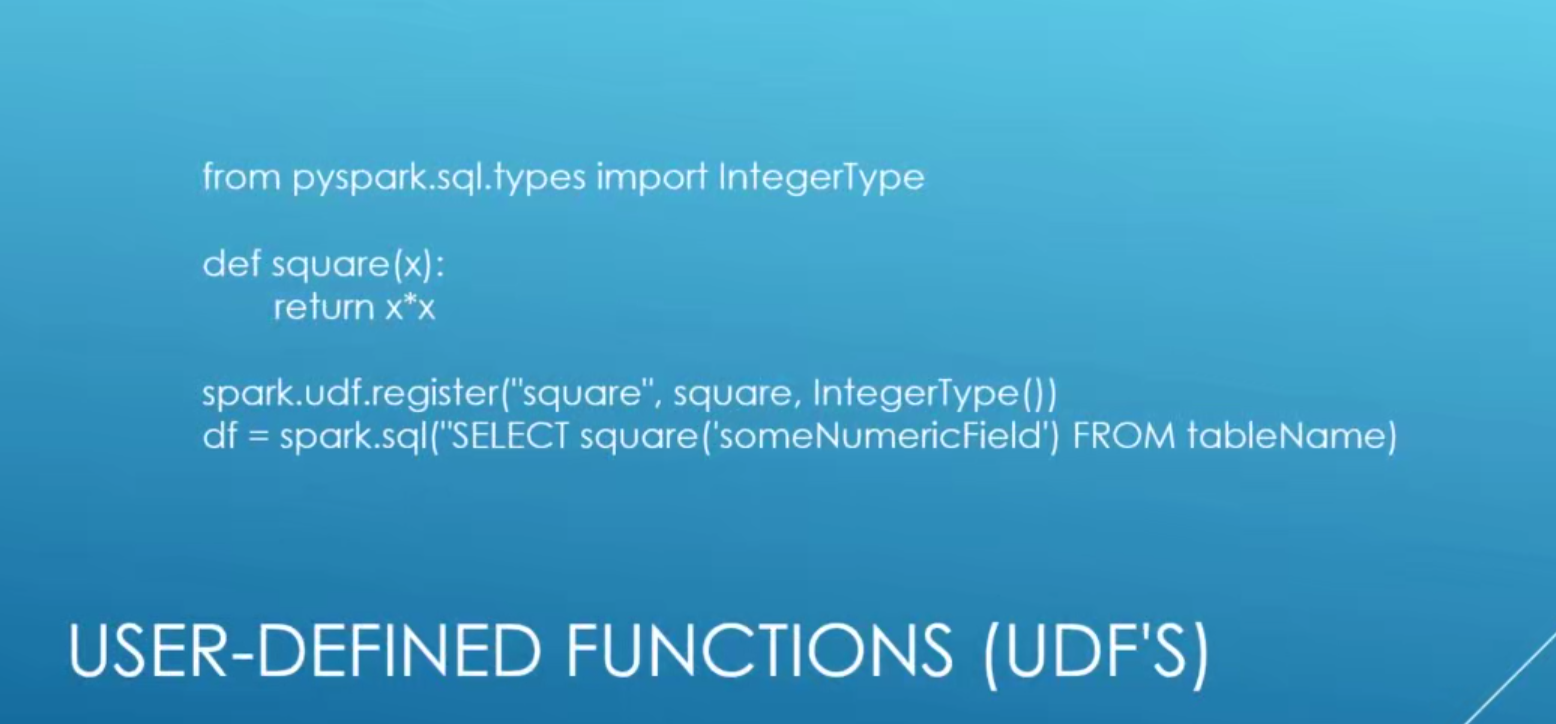 from pyspark.sql.types import IntegerType
def square(x):
return x*x
spark.udf.register("square", square, IntegerType())
df = spark.sql("SELECT square('someNumericField') FROM tableName)
USER-DEFINED FUNCTIONS (UDF'S)